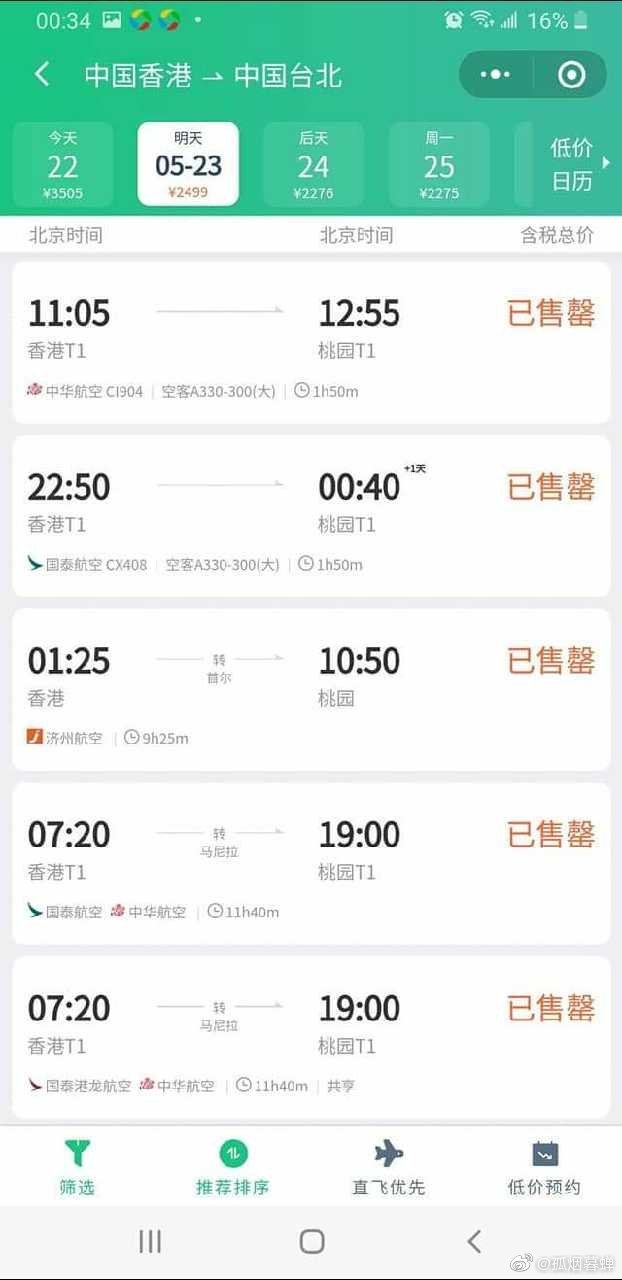 00:34 16%
中国香港 → 中国台北
今天 明天 后天 周一 低价
22 05-23 24 25 日历
¥3505 ¥2499 ¥2276 ¥2275
北京时间 北京时间 含税总价
11:05 12:55 已售罄
香港T1 桃园T1
中华航空 CI904 | 空客A330-300(大) | 1h50m
22:50 00:40 +1天 已售罄
香港T1 桃园T1
国泰航空 CX408 | 空客A330-300(大) | 1h50m
01:25 转 10:50 已售罄
香港 首尔 桃园
济州航空 | 9h25m
07:20 转 19:00 已售罄
香港T1 马尼拉 桃园T1
国泰航空 中华航空 | 11h40m
07:20 转 19:00 已售罄
香港T1 马尼拉 桃园T1
国泰港龙航空 中华航空 | 11h40m | 共享
筛选 推荐排序 直飞优先 低价预约
@孤烟暮蝉